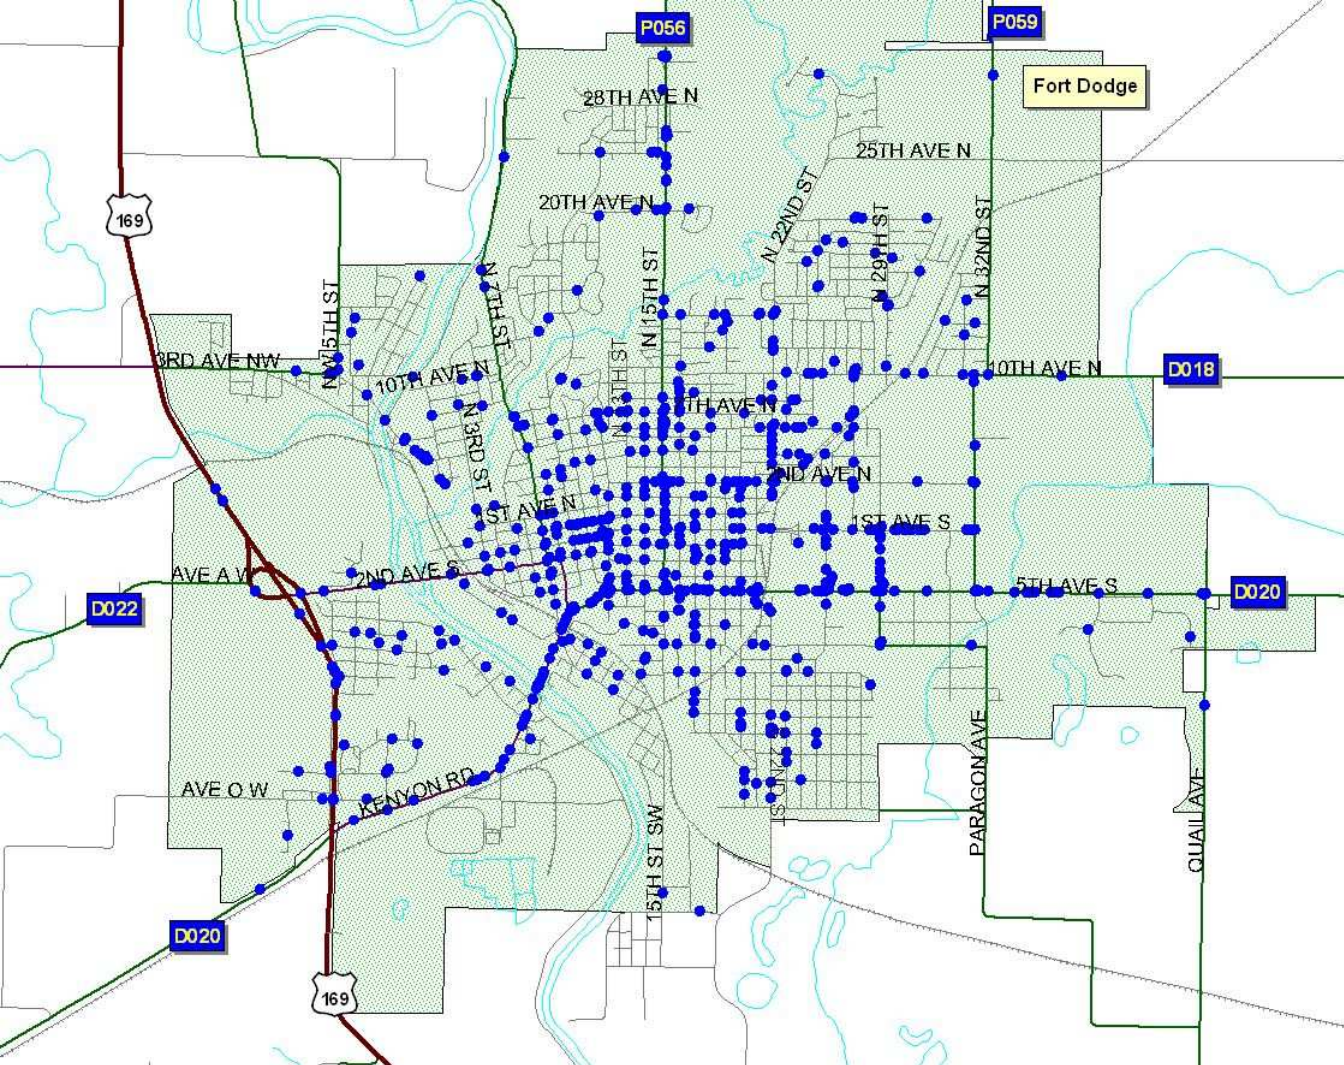 P056
P059
Fort Dodge
28TH AVE N
25TH AVE N
20TH AVE N
N 22ND ST
169
N 29TH ST
N 32ND ST
N 15TH ST
N 7TH ST
NW 5TH ST
3RD AVE NW
10TH AVE N
10TH AVE N
D018
7TH AVE N
N 3RD ST
2ND AVE N
1ST AVE N
1ST AVE S
AVE A W
2ND AVE S
5TH AVE S
D022
D020
PARAGON AVE
QUAIL AVE
AVE O W
KENYON RD
15TH ST SW
D020
169